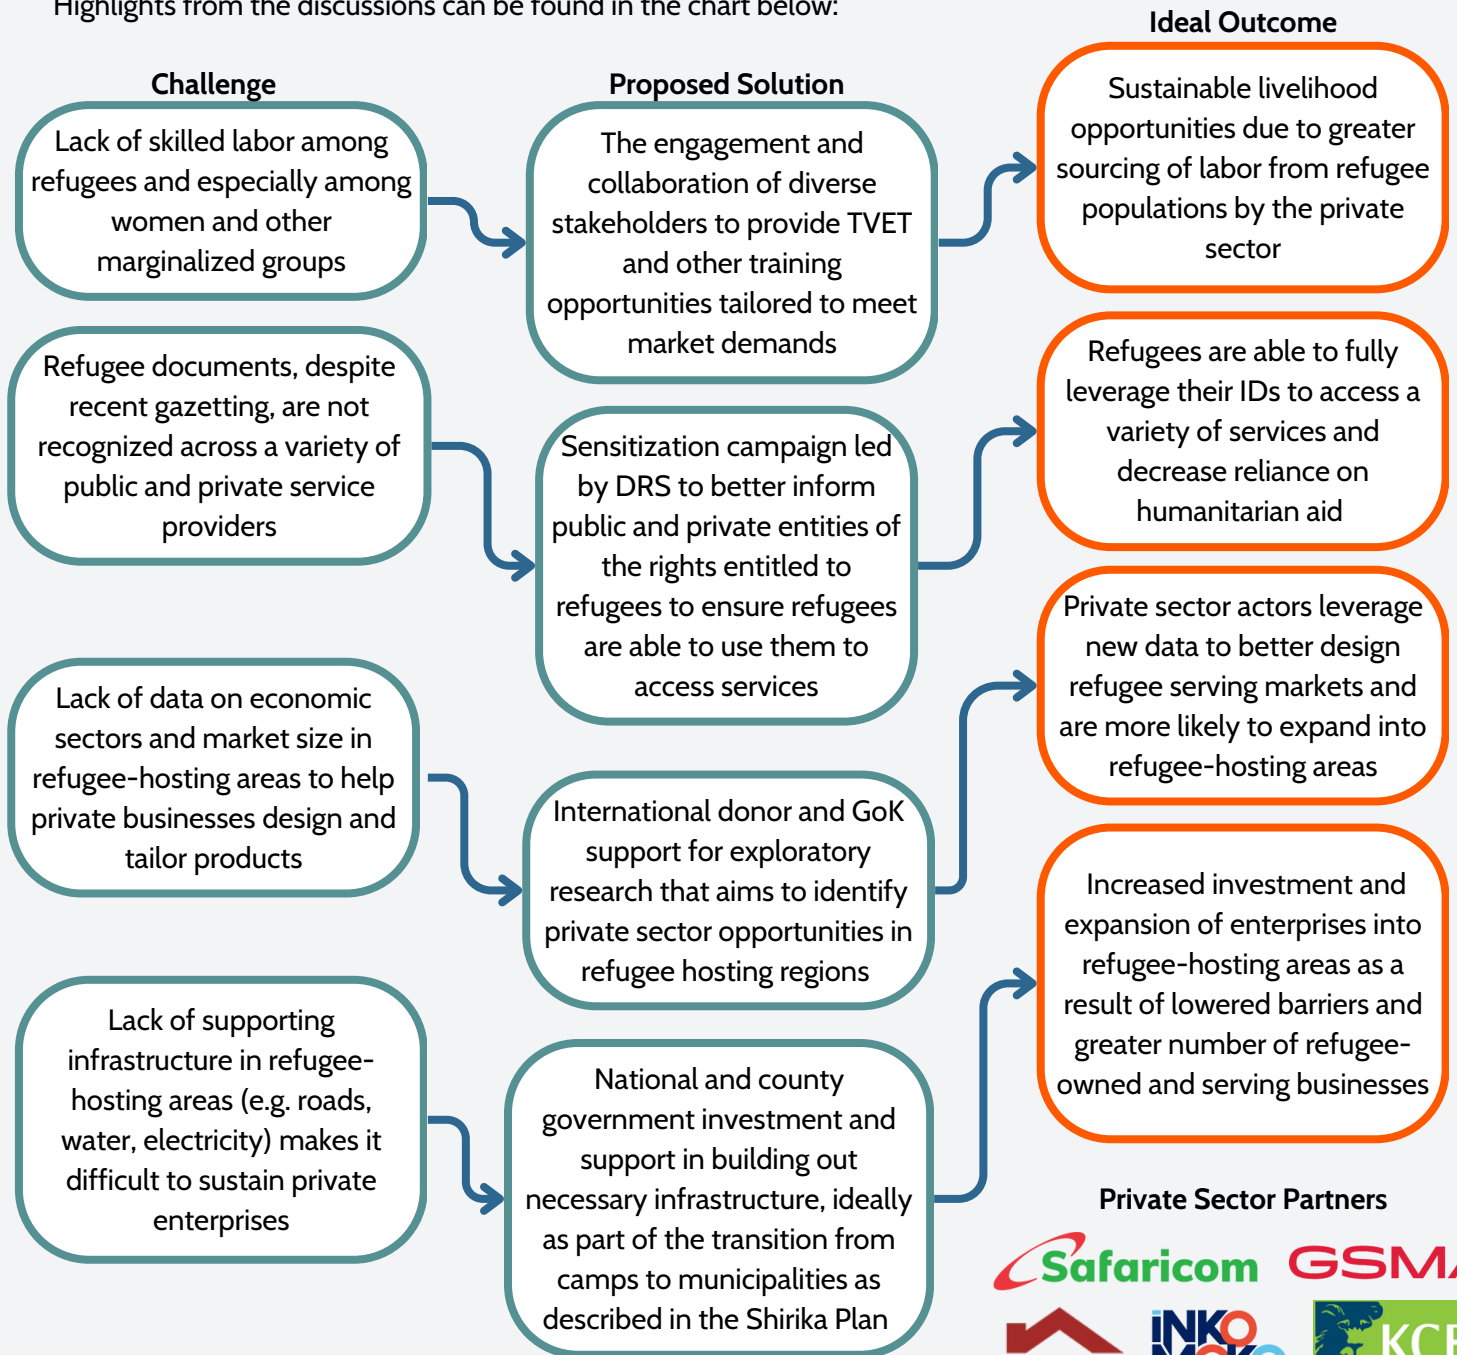 Highlights from the discussions can be found in the chart below:
Challenge
Lack of skilled labor among
refugees and especially among
women and other
marginalized groups
Refugee documents, despite
recent gazetting, are not
recognized across a variety of
public and private service
providers
Lack of data on economic
sectors and market size in
refugee-hosting areas to help
private businesses design and
tailor products
Lack of supporting
infrastructure in refugee-
hosting areas (e.g. roads,
water, electricity) makes it
difficult to sustain private
enterprises
Proposed Solution
The engagement and
collaboration of diverse
stakeholders to provide TVET
and other training
opportunities tailored to meet
market demands
Sensitization campaign led
by DRS to better inform
public and private entities of
the rights entitled to
refugees to ensure refugees
are able to use them to
access services
International donor and GoK
support for exploratory
research that aims to identify
private sector opportunities in
refugee hosting regions
National and county
government investment and
support in building out
necessary infrastructure, ideally
as part of the transition from
camps to municipalities as
described in the Shirika Plan
Ideal Outcome
Sustainable livelihood
opportunities due to greater
sourcing of labor from refugee
populations by the private
sector
Refugees are able to fully
leverage their IDs to access a
variety of services and
decrease reliance on
humanitarian aid
Private sector actors leverage
new data to better design
refugee serving markets and
are more likely to expand into
refugee-hosting areas
Increased investment and
expansion of enterprises into
refugee-hosting areas as a
result of lowered barriers and
greater number of refugee-
owned and serving businesses
Private Sector Partners
Safaricom GSMA
iNKO
MOKO
KCB